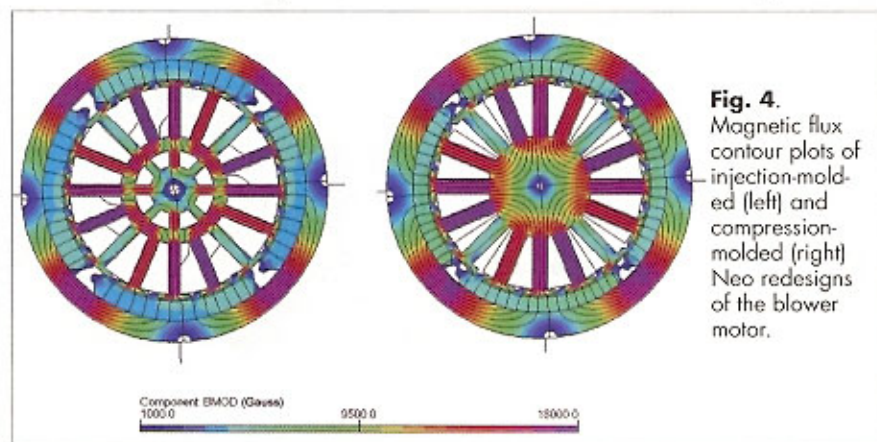 Fig. 4.
Magnetic flux
contour plots of
injection-mold-
ed (left) and
compression-
molded (right)
Neo redesigns
of the blower
motor.
Component BMOD (Gauss)
1000.0 9500.0 18000.0